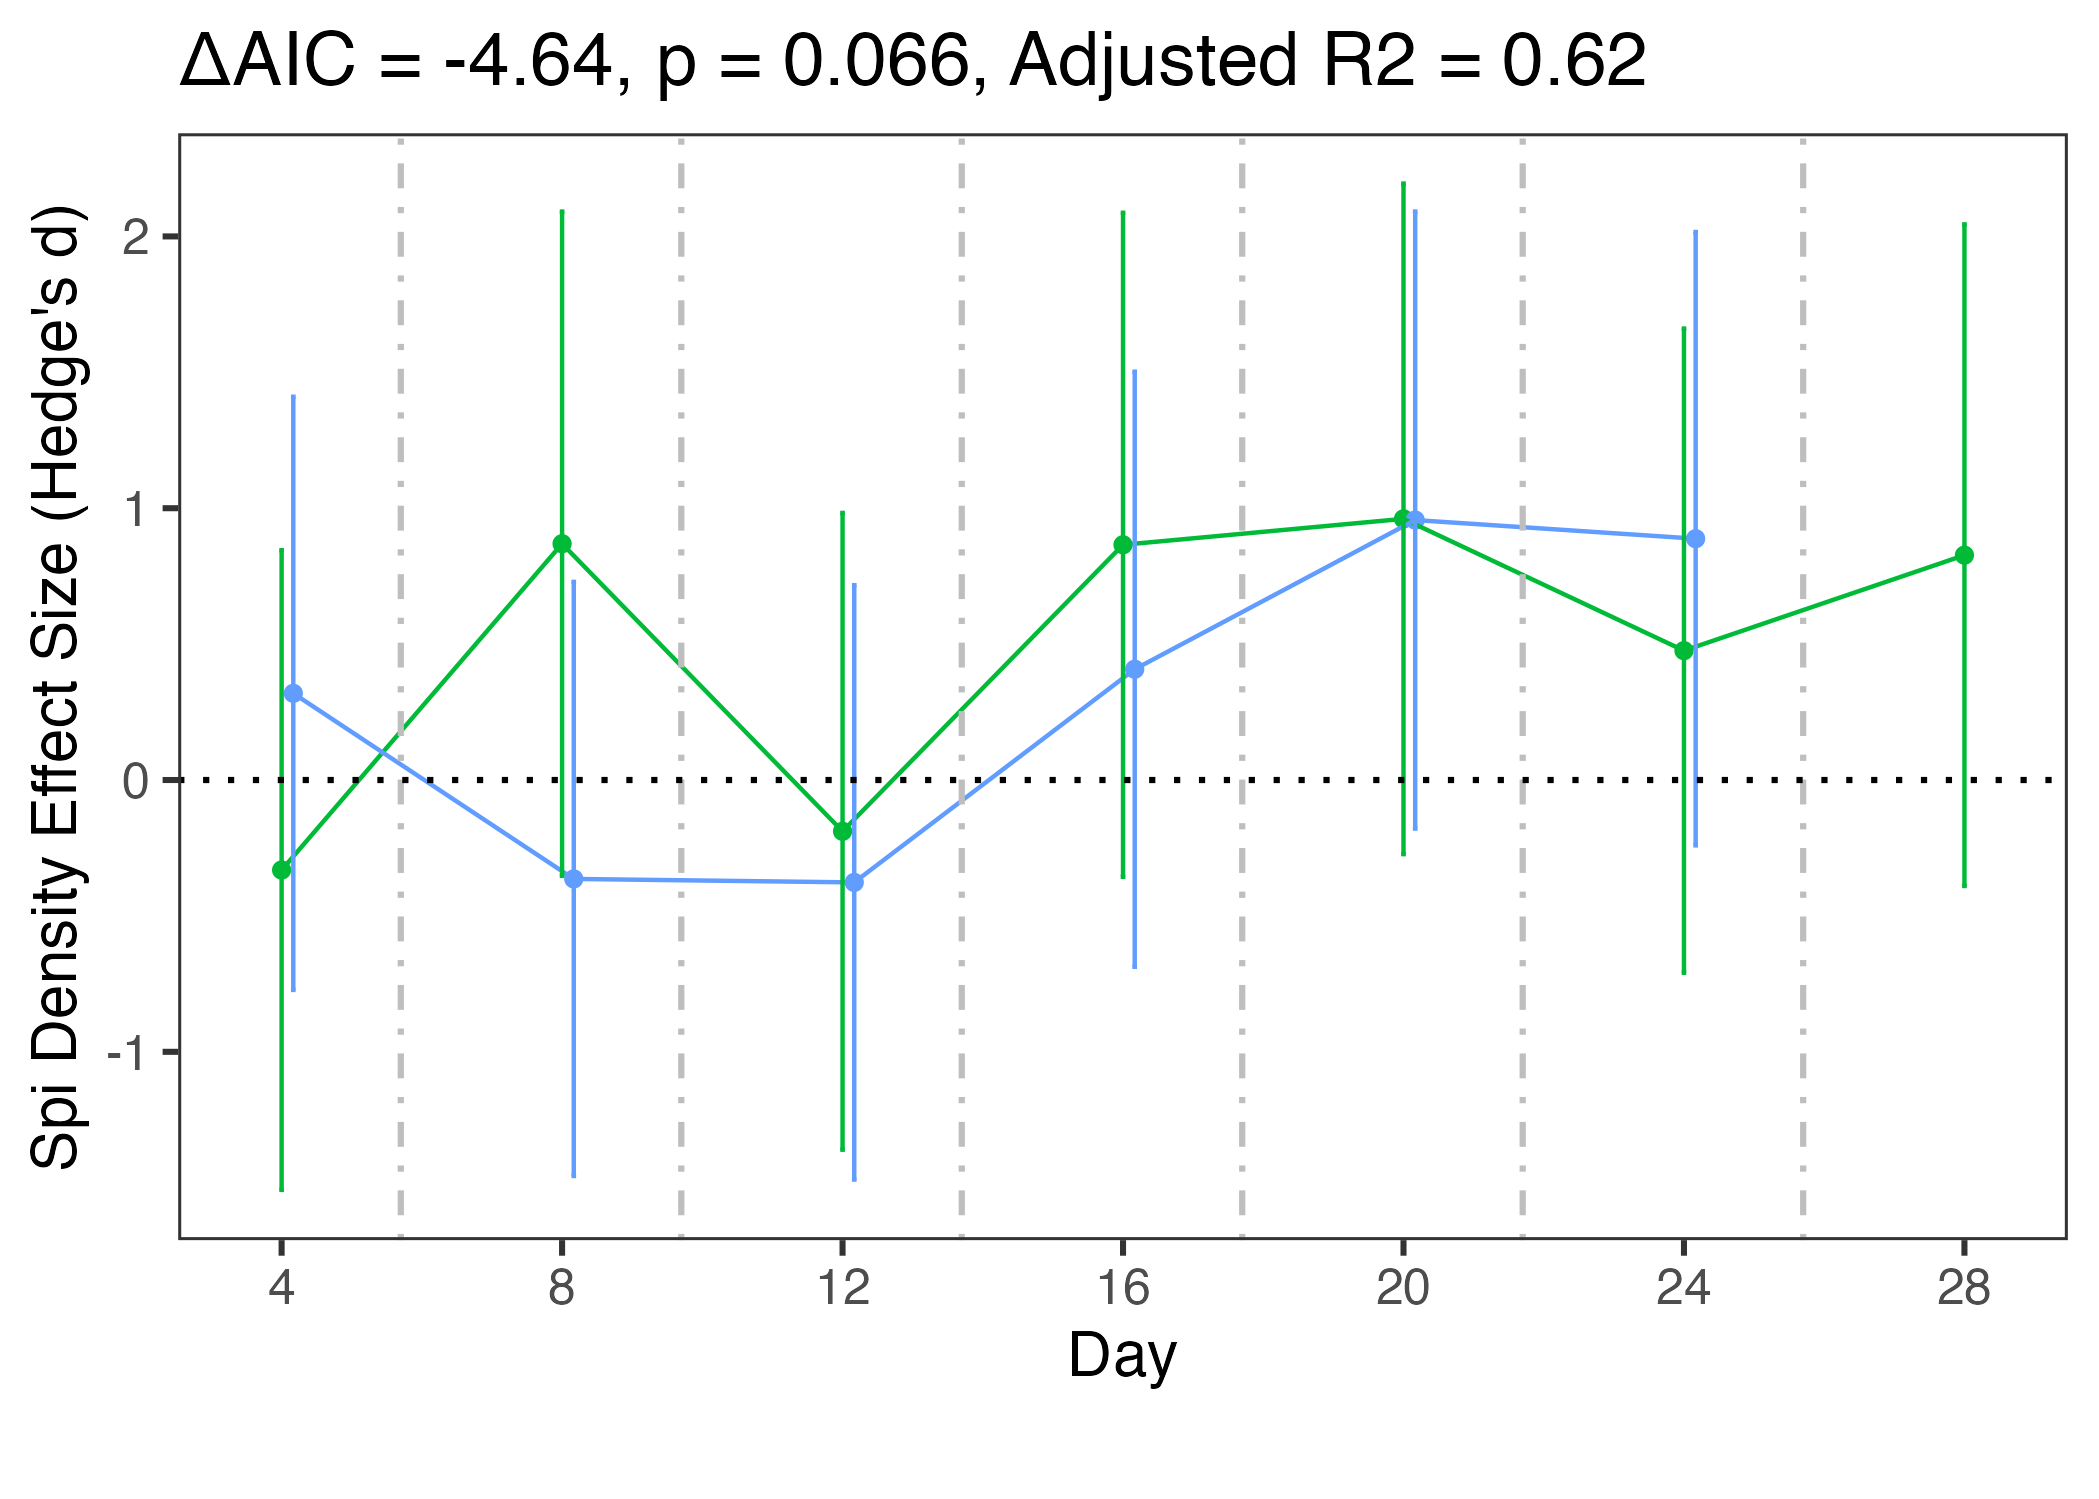 ΔAIC = -4.64, p = 0.066, Adjusted R2 = 0.62
Spi Density Effect Size (Hedge's d)
2
1
0
-1
4 8 12 16 20 24 28
Day